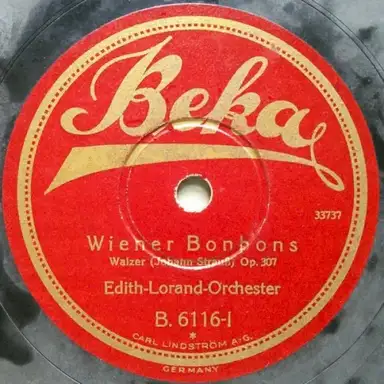 Beka
33737
Wiener Bonbons
Walzer (Johann Strauß) Op. 307
Edith-Lorand-Orchester
B. 6116-I
*
CARL LINDSTRÖM A.-G.
GERMANY